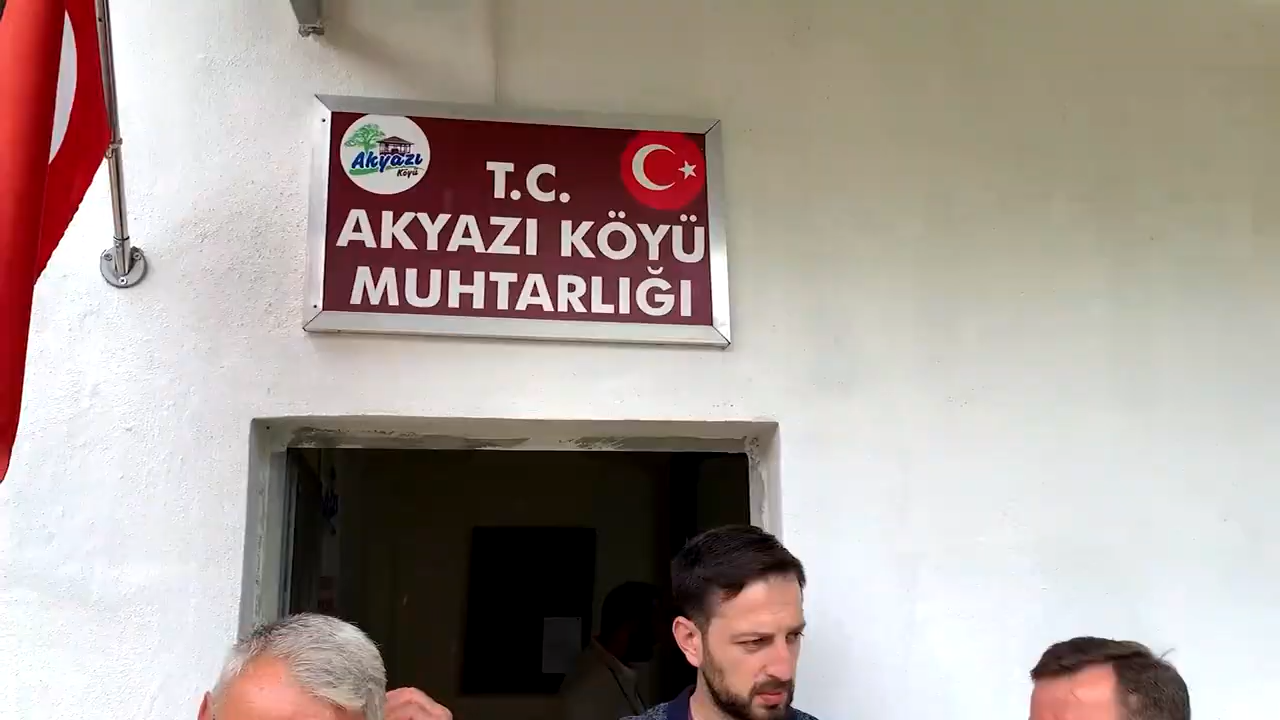 Akyazı
Köyü
T.C.
AKYAZI KÖYÜ
MUHTARLIĞI